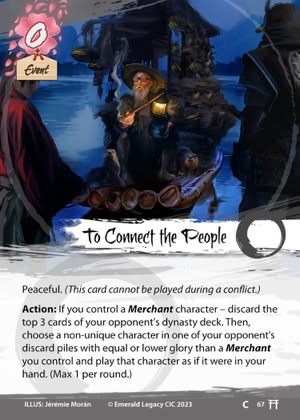 0
Event
To Connect the People
Peaceful. (This card cannot be played during a conflict.)
Action: If you control a Merchant character – discard the
top 3 cards of your opponent's dynasty deck. Then,
choose a non-unique character in one of your opponent's
discard piles with equal or lower glory than a Merchant
you control and play that character as if it were in your
hand. (Max 1 per round.)
ILLUS: Jérémie Morán © Emerald Legacy CIC 2023 C 67